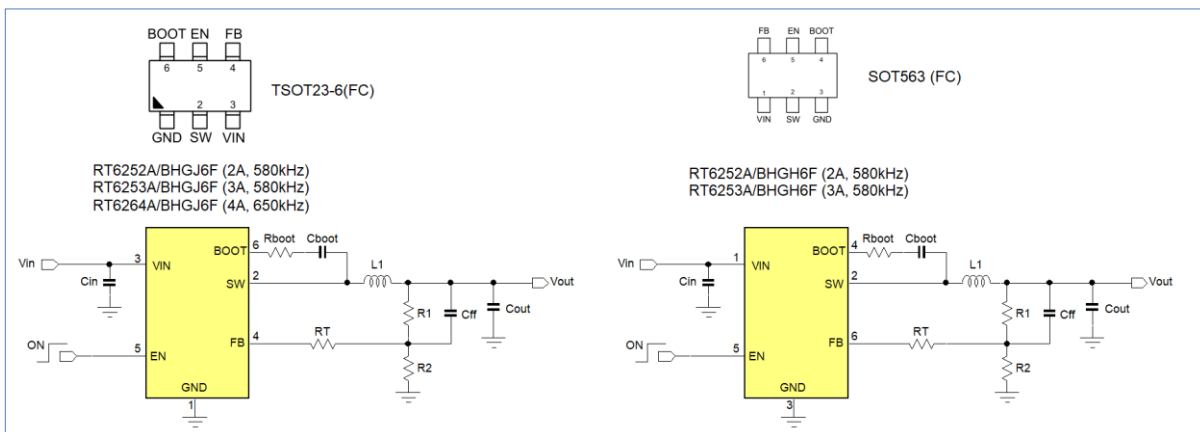 BOOT EN FB
6 5 4
2 3
GND SW VIN
TSOT23-6(FC)
RT6252A/BHGJ6F (2A, 580kHz)
RT6253A/BHGJ6F (3A, 580kHz)
RT6264A/BHGJ6F (4A, 650kHz)
Vin
Cin
ON
3
VIN
5
EN
BOOT
6
SW
2
FB
4
GND
1
Rboot
Cboot
L1
RT
R1
R2
Cff
Cout
Vout
FB EN BOOT
6 5 4
1 2 3
VIN SW GND
SOT563 (FC)
RT6252A/BHGH6F (2A, 580kHz)
RT6253A/BHGH6F (3A, 580kHz)
Vin
Cin
ON
1
VIN
5
EN
BOOT
4
SW
2
FB
6
GND
3
Rboot
Cboot
L1
RT
R1
R2
Cff
Cout
Vout